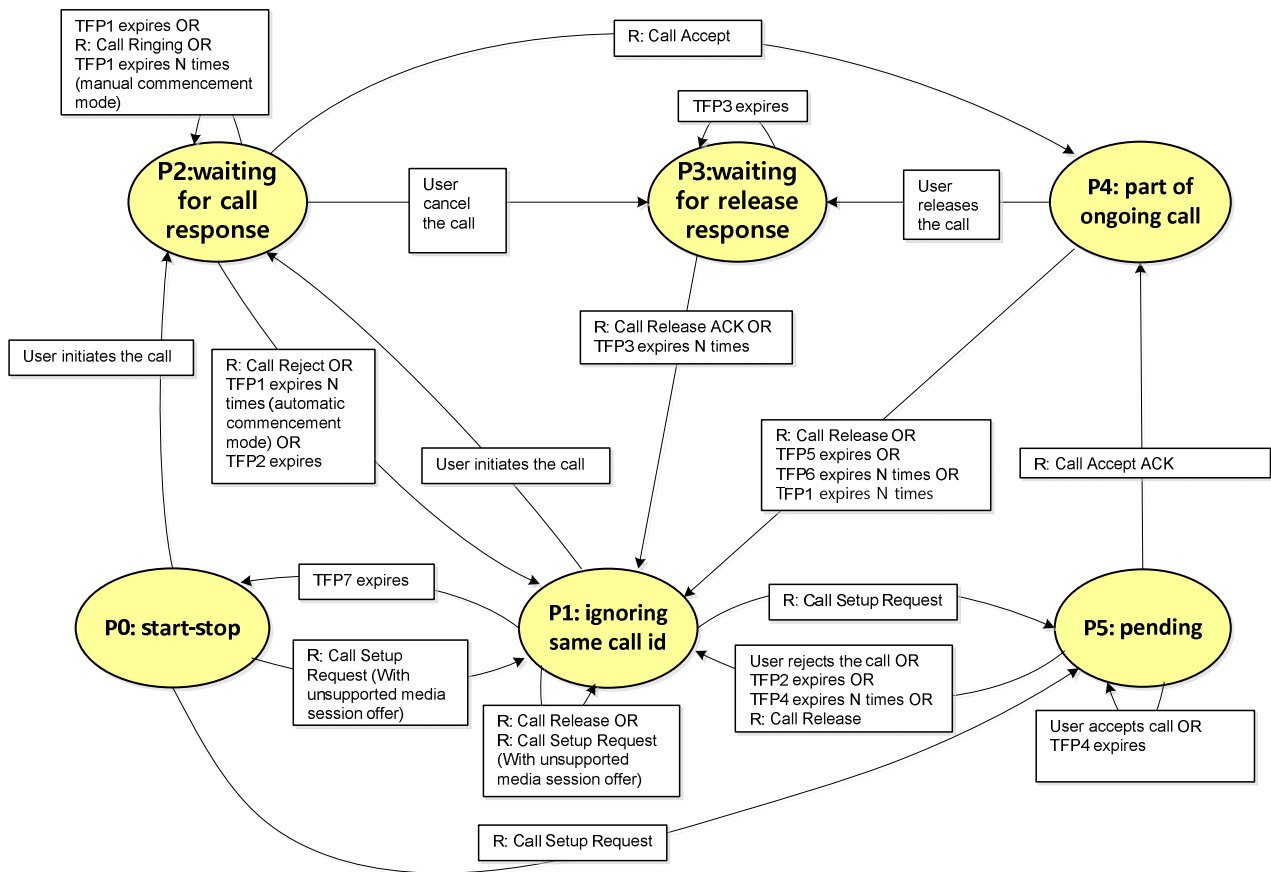 TFP1 expires OR
R: Call Ringing OR
TFP1 expires N times
(manual commencement
mode)
R: Call Accept
TFP3 expires
P2:waiting
for call
response
User
cancel
the call
P3:waiting
for release
response
User
releases
the call
P4: part of
ongoing call
User initiates the call
R: Call Reject OR
TFP1 expires N
times (automatic
commencement
mode) OR
TFP2 expires
R: Call Release ACK OR
TFP3 expires N times
User initiates the call
R: Call Release OR
TFP5 expires OR
TFP6 expires N times OR
TFP1 expires N times
R: Call Accept ACK
TFP7 expires
P0: start-stop
P1: ignoring
same call id
R: Call Setup Request
P5: pending
R: Call Setup
Request (With
unsupported media
session offer)
User rejects the call OR
TFP2 expires OR
TFP4 expires N times OR
R: Call Release
R: Call Release OR
R: Call Setup Request
(With unsupported
media session offer)
User accepts call OR
TFP4 expires
R: Call Setup Request